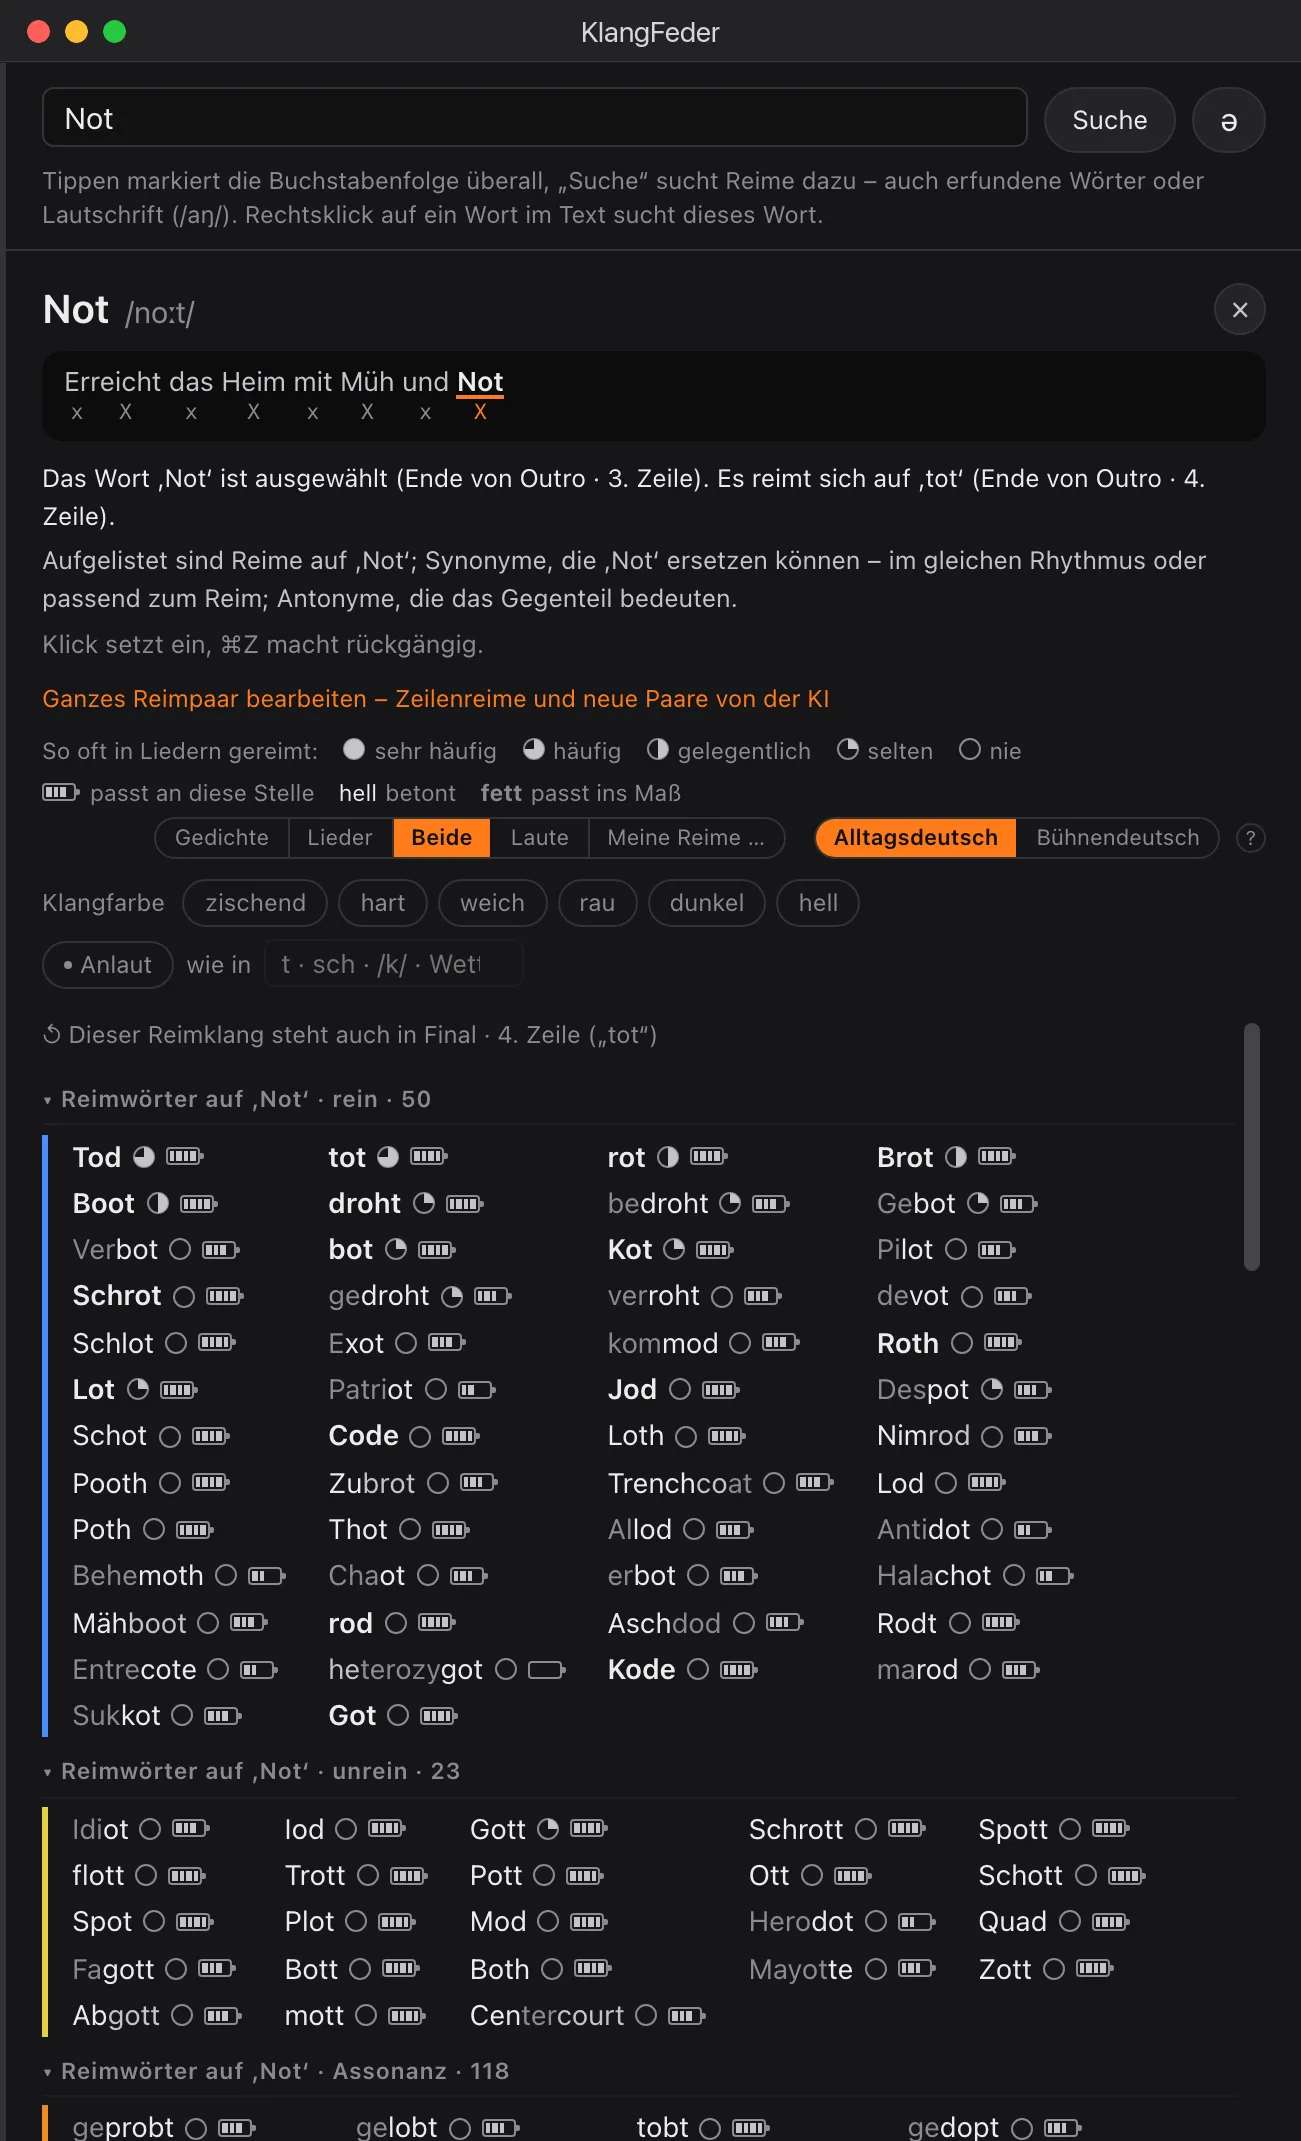 KlangFeder
Not Suche ə
Tippen markiert die Buchstabenfolge überall, „Suche“ sucht Reime dazu – auch erfundene Wörter oder
Lautschrift (/aŋ/). Rechtsklick auf ein Wort im Text sucht dieses Wort.
Not /noːt/ ×
Erreicht das Heim mit Müh und Not
x X x X x X x X
Das Wort ‚Not‘ ist ausgewählt (Ende von Outro · 3. Zeile). Es reimt sich auf ‚tot‘ (Ende von Outro · 4.
Zeile).
Aufgelistet sind Reime auf ‚Not‘; Synonyme, die ‚Not‘ ersetzen können – im gleichen Rhythmus oder
passend zum Reim; Antonyme, die das Gegenteil bedeuten.
Klick setzt ein, ⌘Z macht rückgängig.
Ganzes Reimpaar bearbeiten – Zeilenreime und neue Paare von der KI
So oft in Liedern gereimt: sehr häufig häufig gelegentlich selten nie
passt an diese Stelle hell betont fett passt ins Maß
Gedichte Lieder Beide Laute Meine Reime ... Alltagsdeutsch Bühnendeutsch ?
Klangfarbe zischend hart weich rau dunkel hell
• Anlaut wie in t · sch · /k/ · Wett
Dieser Reimklang steht auch in Final · 4. Zeile („tot“)
Reimwörter auf ‚Not‘ · rein · 50
Tod tot rot Brot
Boot droht bedroht Gebot
Verbot bot Kot Pilot
Schrot gedroht verroht devot
Schlot Exot kommod Roth
Lot Patriot Jod Despot
Schot Code Loth Nimrod
Pooth Zubrot Trenchcoat Lod
Poth Thot Allod Antidot
Behemoth Chaot erbot Halachot
Mähboot rod Aschdod Rodt
Entrecote heterozygot Kode marod
Sukkot Got
Reimwörter auf ‚Not‘ · unrein · 23
Idiot Iod Gott Schrott Spott
flott Trott Pott Ott Schott
Spot Plot Mod Herodot Quad
Fagott Bott Both Mayotte Zott
Abgott mott Centercourt
Reimwörter auf ‚Not‘ · Assonanz · 118
geprobt gelobt tobt gedopt